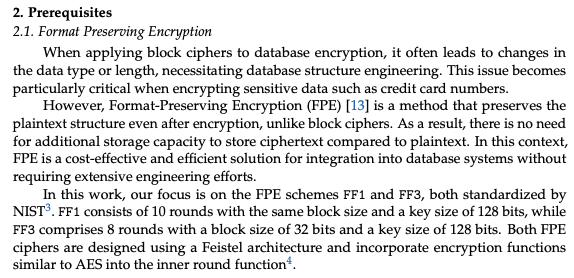 2. Prerequisites
2.1. Format Preserving Encryption
When applying block ciphers to database encryption, it often leads to changes in
the data type or length, necessitating database structure engineering. This issue becomes
particularly critical when encrypting sensitive data such as credit card numbers.
However, Format-Preserving Encryption (FPE) [13] is a method that preserves the
plaintext structure even after encryption, unlike block ciphers. As a result, there is no need
for additional storage capacity to store ciphertext compared to plaintext. In this context,
FPE is a cost-effective and efficient solution for integration into database systems without
requiring extensive engineering efforts.
In this work, our focus is on the FPE schemes FF1 and FF3, both standardized by
NIST³. FF1 consists of 10 rounds with the same block size and a key size of 128 bits, while
FF3 comprises 8 rounds with a block size of 32 bits and a key size of 128 bits. Both FPE
ciphers are designed using a Feistel architecture and incorporate encryption functions
similar to AES into the inner round function⁴.